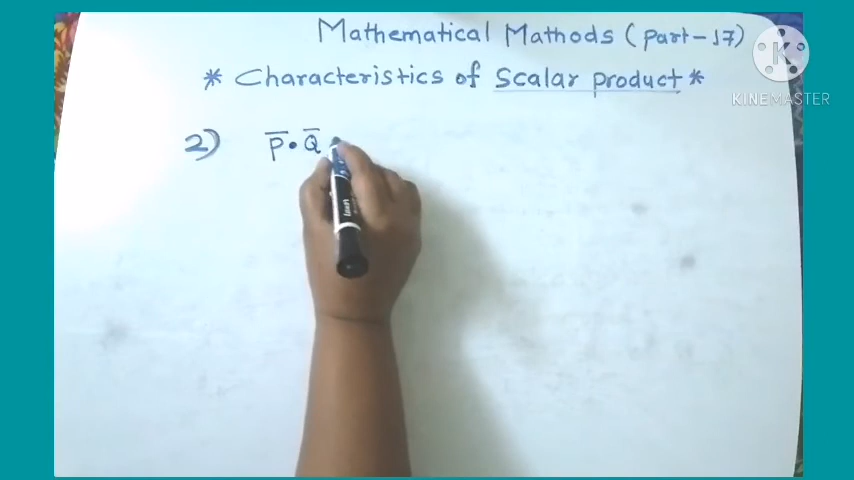 Mathematical Mathods (part-17)
* Characteristics of scalar product *
2) P̅ • Q̅
KINEMASTER